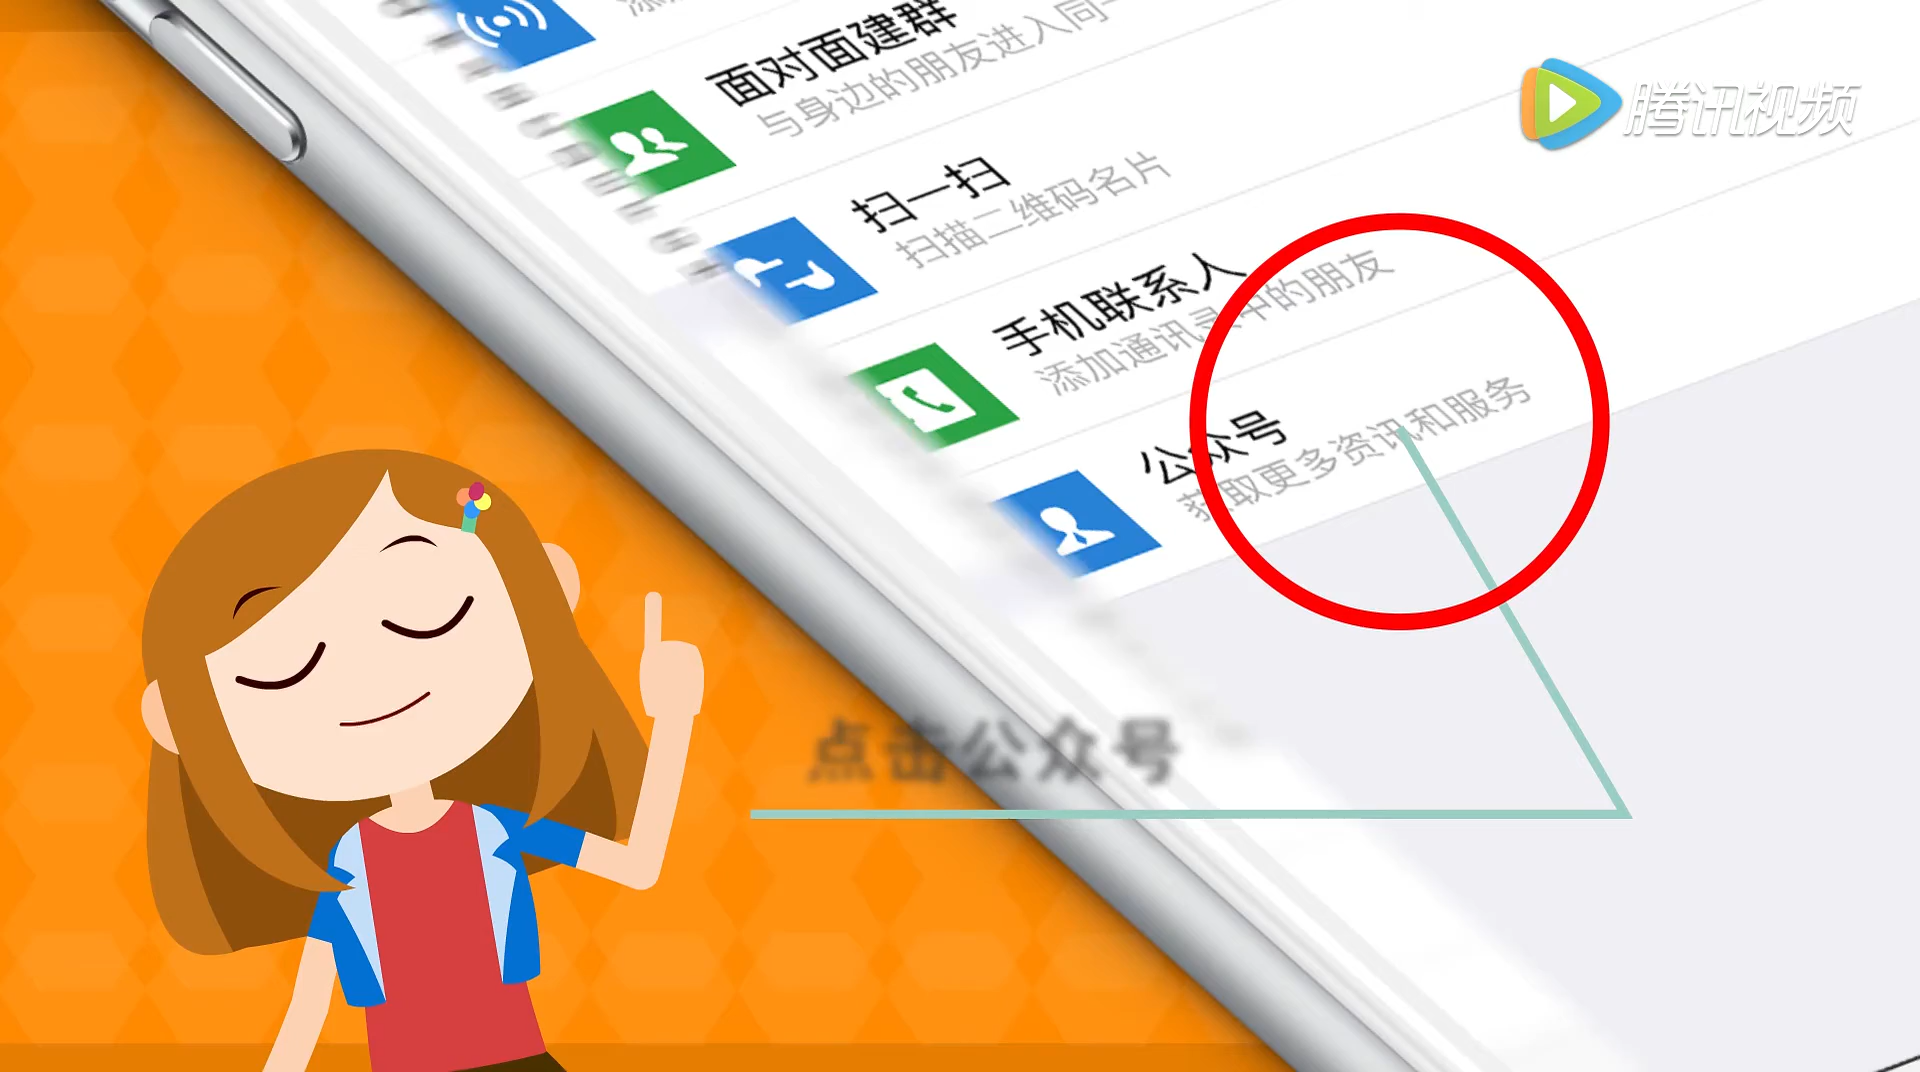 腾讯视频
面对面建群
与身边的朋友进入同一
扫一扫
扫描二维码名片
手机联系人
添加通讯录中的朋友
公众号
获取更多资讯和服务
点击公众号